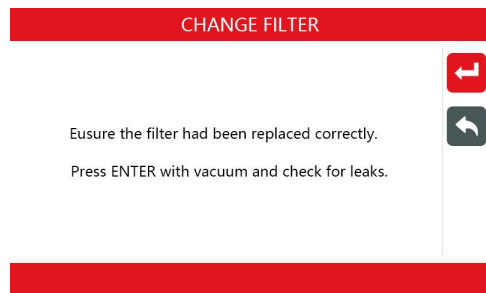 CHANGE FILTER
Eusure the filter had been replaced correctly.
Press ENTER with vacuum and check for leaks.